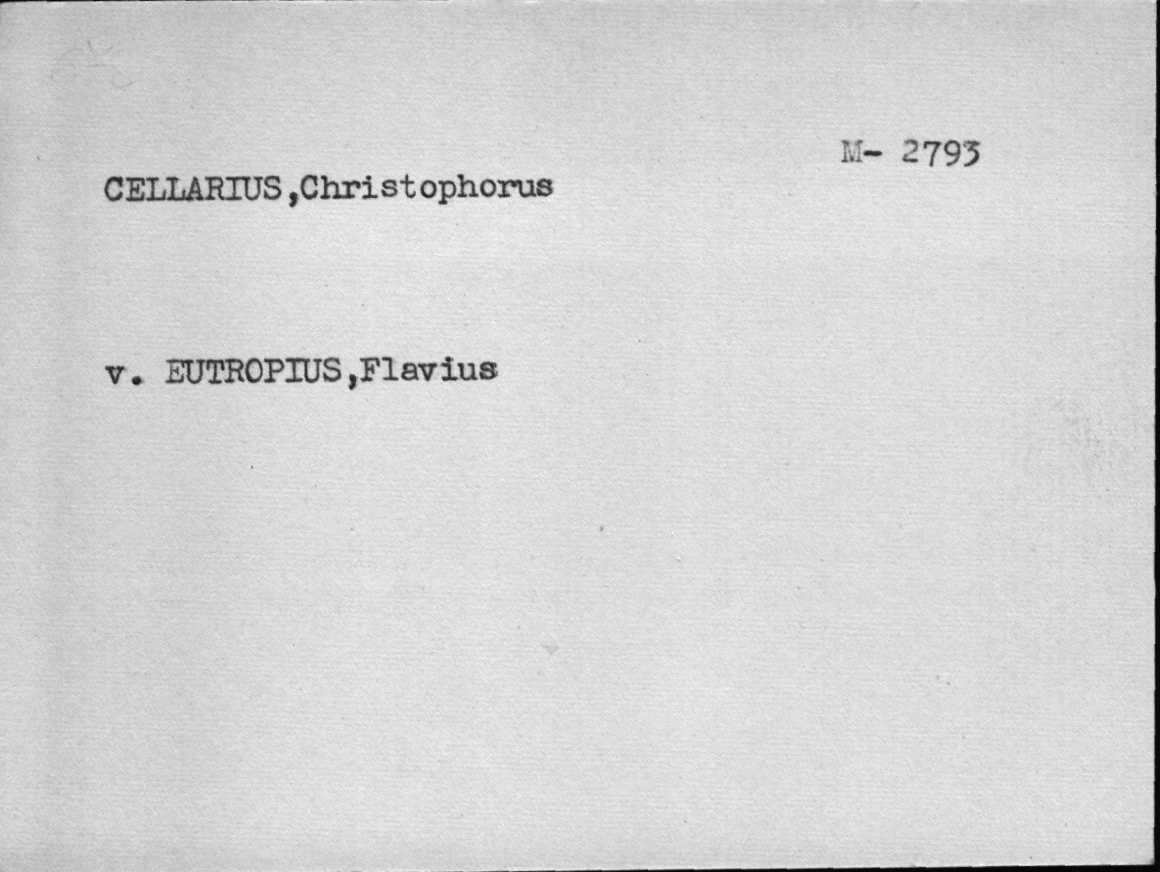 M- 2793
CELLARIUS,Christophorus
v. EUTROPIUS,Flavius